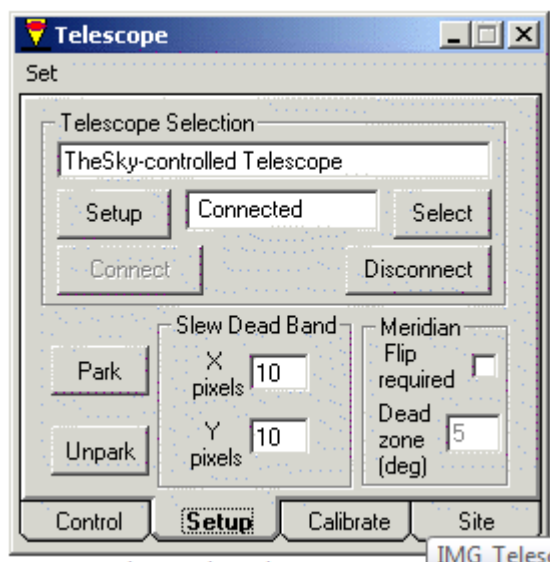 Telescope
Set
Telescope Selection
TheSky-controlled Telescope
Setup Connected Select
Connect Disconnect
Park
Unpark
Slew Dead Band
X
pixels 10
Y
pixels 10
Meridian
Flip
required
Dead
zone 5
(deg)
Control Setup Calibrate Site
IMG